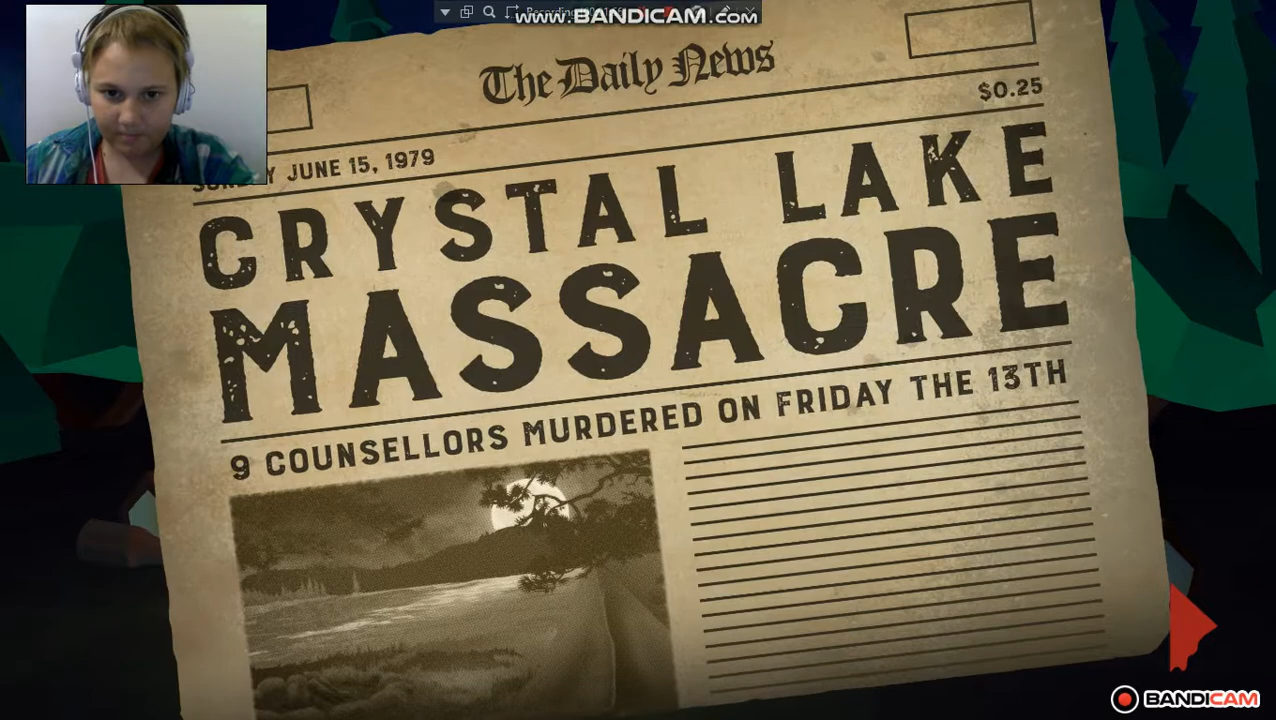 www.BANDICAM.com
The Daily News
$0.25
JUNE 15, 1979
CRYSTAL LAKE
MASSACRE
9 COUNSELLORS MURDERED ON FRIDAY THE 13TH
BANDICAM